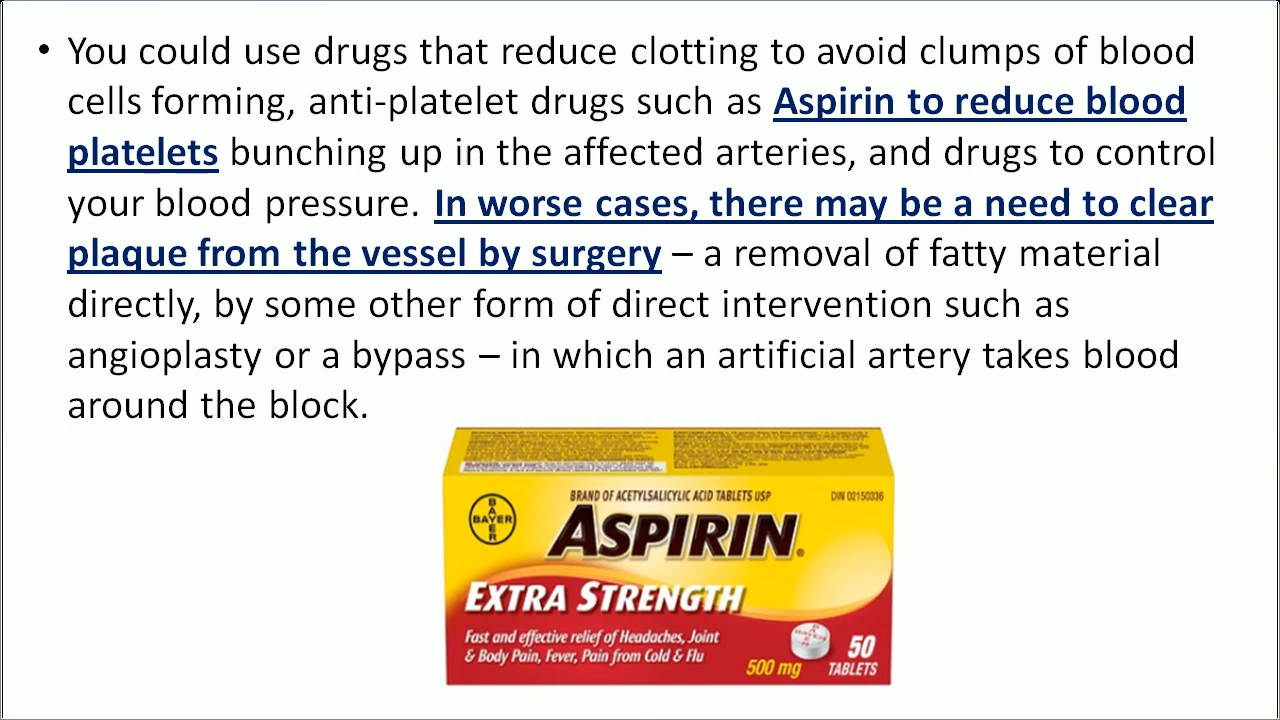 • You could use drugs that reduce clotting to avoid clumps of blood
cells forming, anti-platelet drugs such as Aspirin to reduce blood
platelets bunching up in the affected arteries, and drugs to control
your blood pressure. In worse cases, there may be a need to clear
plaque from the vessel by surgery – a removal of fatty material
directly, by some other form of direct intervention such as
angioplasty or a bypass – in which an artificial artery takes blood
around the block.
BRAND OF ACETYLSALICYLIC ACID TABLETS USP
DIN 02150336
BAYER
BAYER
ASPIRIN®
EXTRA STRENGTH
Fast and effective relief of Headaches, Joint
& Body Pain, Fever, Pain from Cold & Flu
500 mg
50
TABLETS